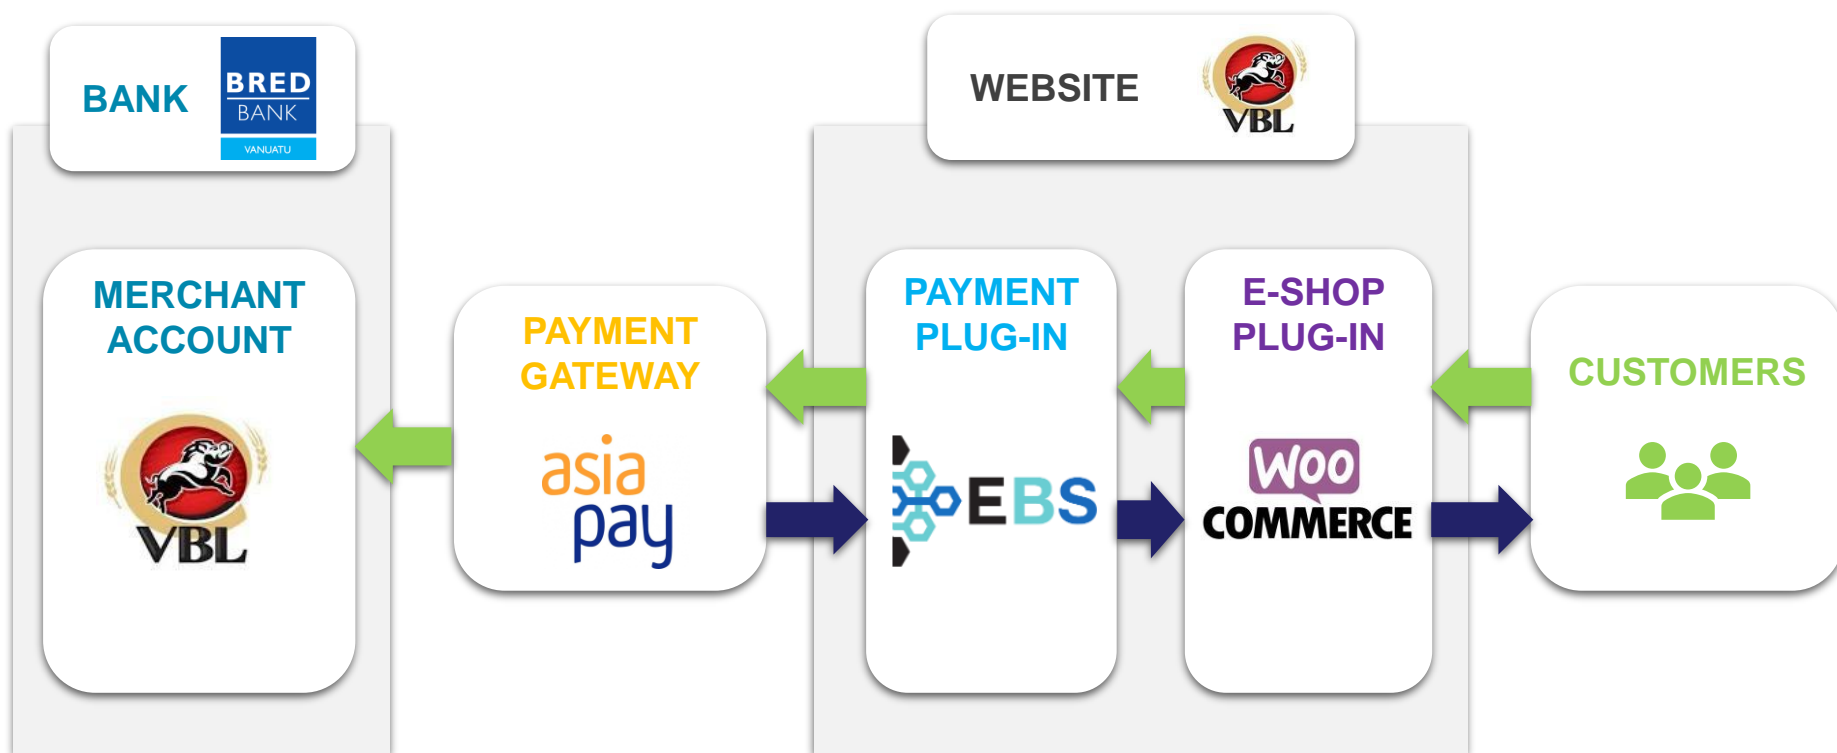 BANK
BRED
BANK
VANUATU
WEBSITE
VBL
MERCHANT
ACCOUNT
VBL
PAYMENT
GATEWAY
asia
pay
PAYMENT
PLUG-IN
EBS
E-SHOP
PLUG-IN
WOO
COMMERCE
CUSTOMERS